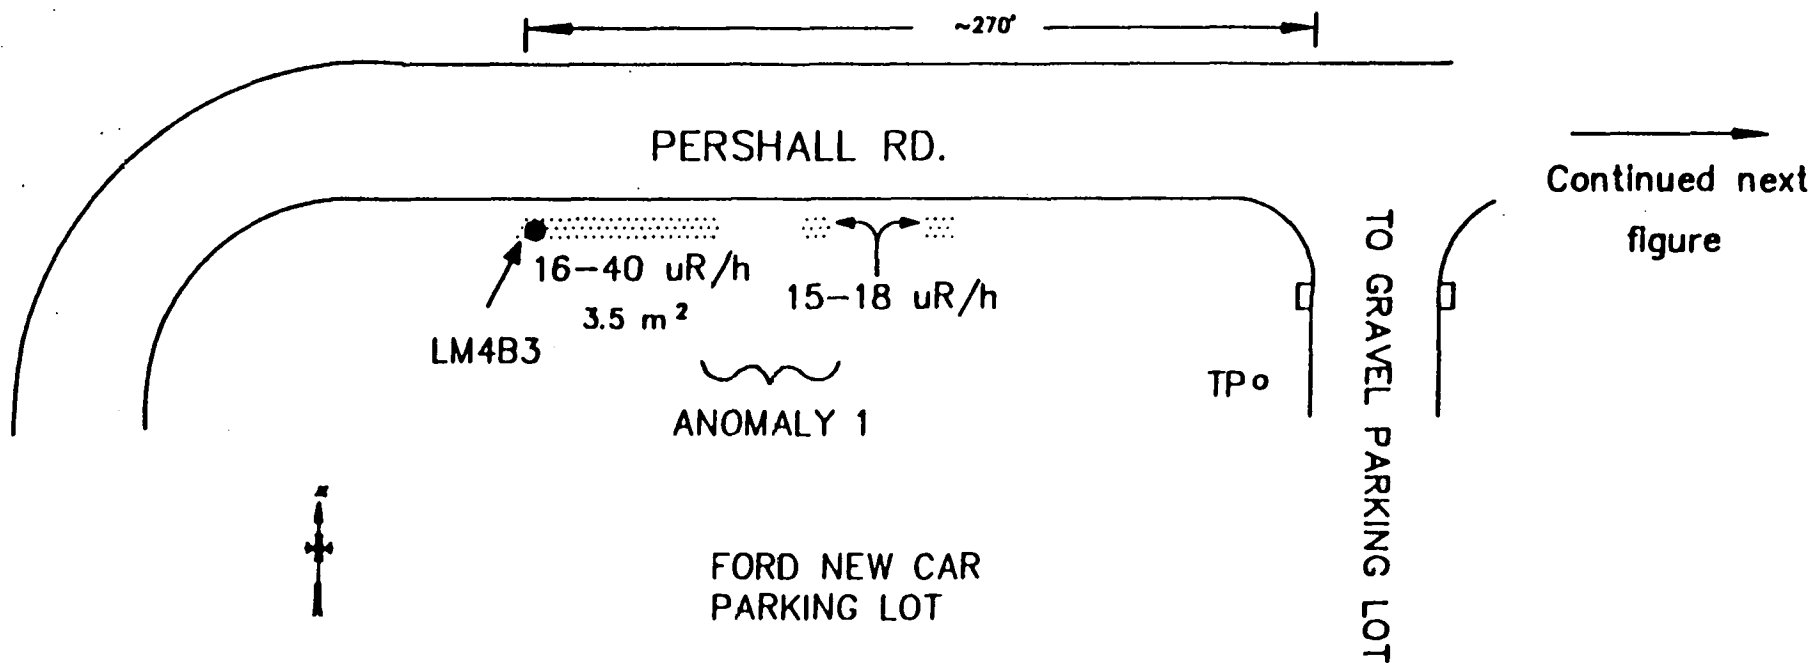 ~270'
PERSHALL RD.
Continued next
figure
16-40 uR/h
3.5 m²
15-18 uR/h
LM4B3
TP
ANOMALY 1
TO GRAVEL PARKING LOT
FORD NEW CAR
PARKING LOT